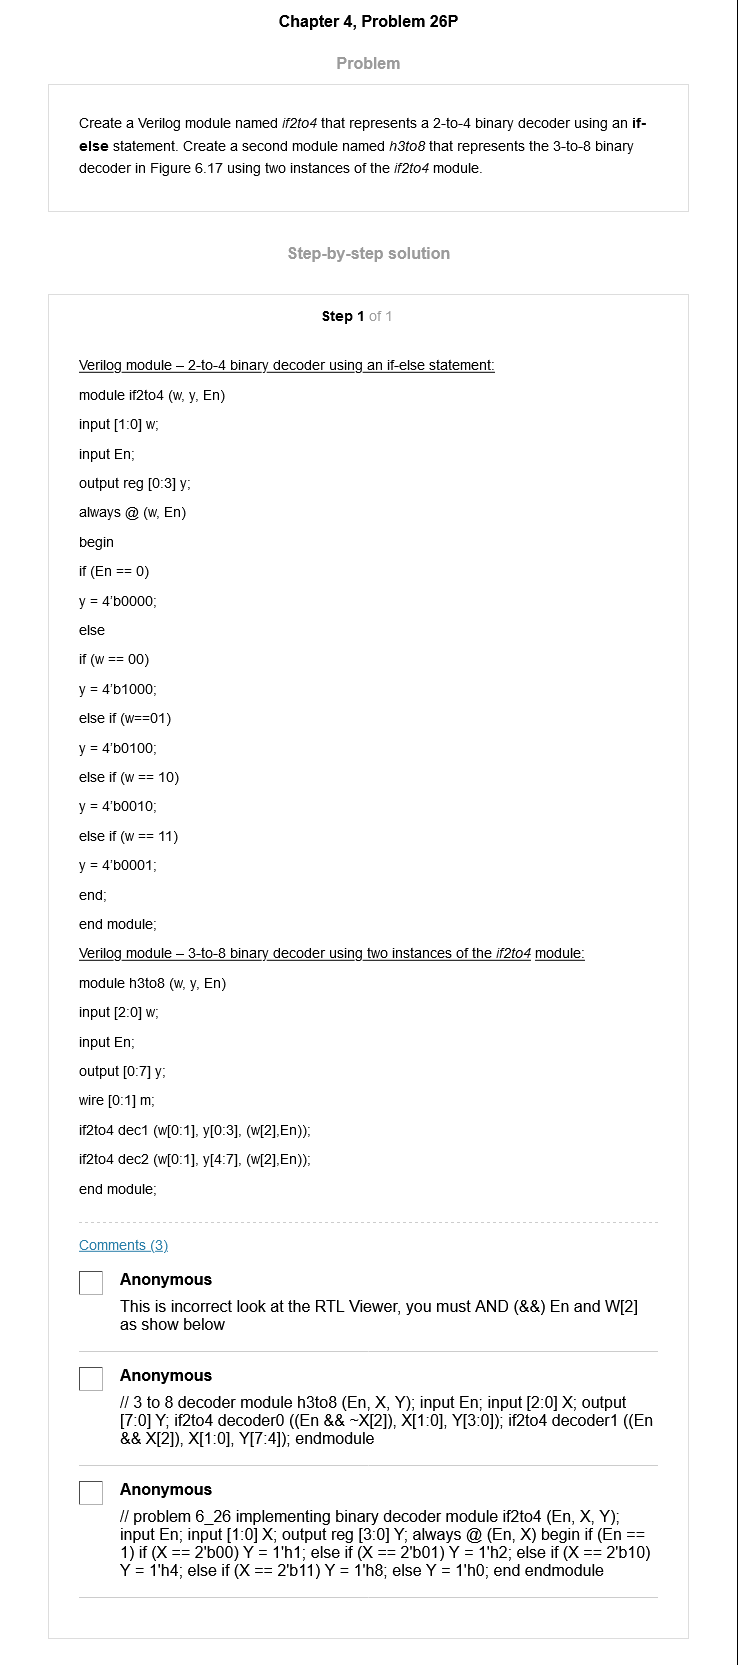 Chapter 4, Problem 26P
Problem
Create a Verilog module named if2to4 that represents a 2-to-4 binary decoder using an if-
else statement. Create a second module named h3to8 that represents the 3-to-8 binary
decoder in Figure 6.17 using two instances of the if2to4 module.
Step-by-step solution
Step 1 of 1
Verilog module – 2-to-4 binary decoder using an if-else statement:
module if2to4 (w, y, En)
input [1:0] w;
input En;
output reg [0:3] y;
always @ (w, En)
begin
if (En == 0)
y = 4'b0000;
else
if (w == 00)
y = 4'b1000;
else if (w==01)
y = 4'b0100;
else if (w == 10)
y = 4'b0010;
else if (w == 11)
y = 4'b0001;
end;
end module;
Verilog module – 3-to-8 binary decoder using two instances of the if2to4 module:
module h3to8 (w, y, En)
input [2:0] w;
input En;
output [0:7] y;
wire [0:1] m;
if2to4 dec1 (w[0:1], y[0:3], (w[2],En));
if2to4 dec2 (w[0:1], y[4:7], (w[2],En));
end module;
Comments (3)
Anonymous
This is incorrect look at the RTL Viewer, you must AND (&&) En and W[2]
as show below
Anonymous
// 3 to 8 decoder module h3to8 (En, X, Y); input En; input [2:0] X; output
[7:0] Y; if2to4 decoder0 ((En && ~X[2]), X[1:0], Y[3:0]); if2to4 decoder1 ((En
&& X[2]), X[1:0], Y[7:4]); endmodule
Anonymous
// problem 6_26 implementing binary decoder module if2to4 (En, X, Y);
input En; input [1:0] X; output reg [3:0] Y; always @ (En, X) begin if (En ==
1) if (X == 2'b00) Y = 1'h1; else if (X == 2'b01) Y = 1'h2; else if (X == 2'b10)
Y = 1'h4; else if (X == 2'b11) Y = 1'h8; else Y = 1'h0; end endmodule